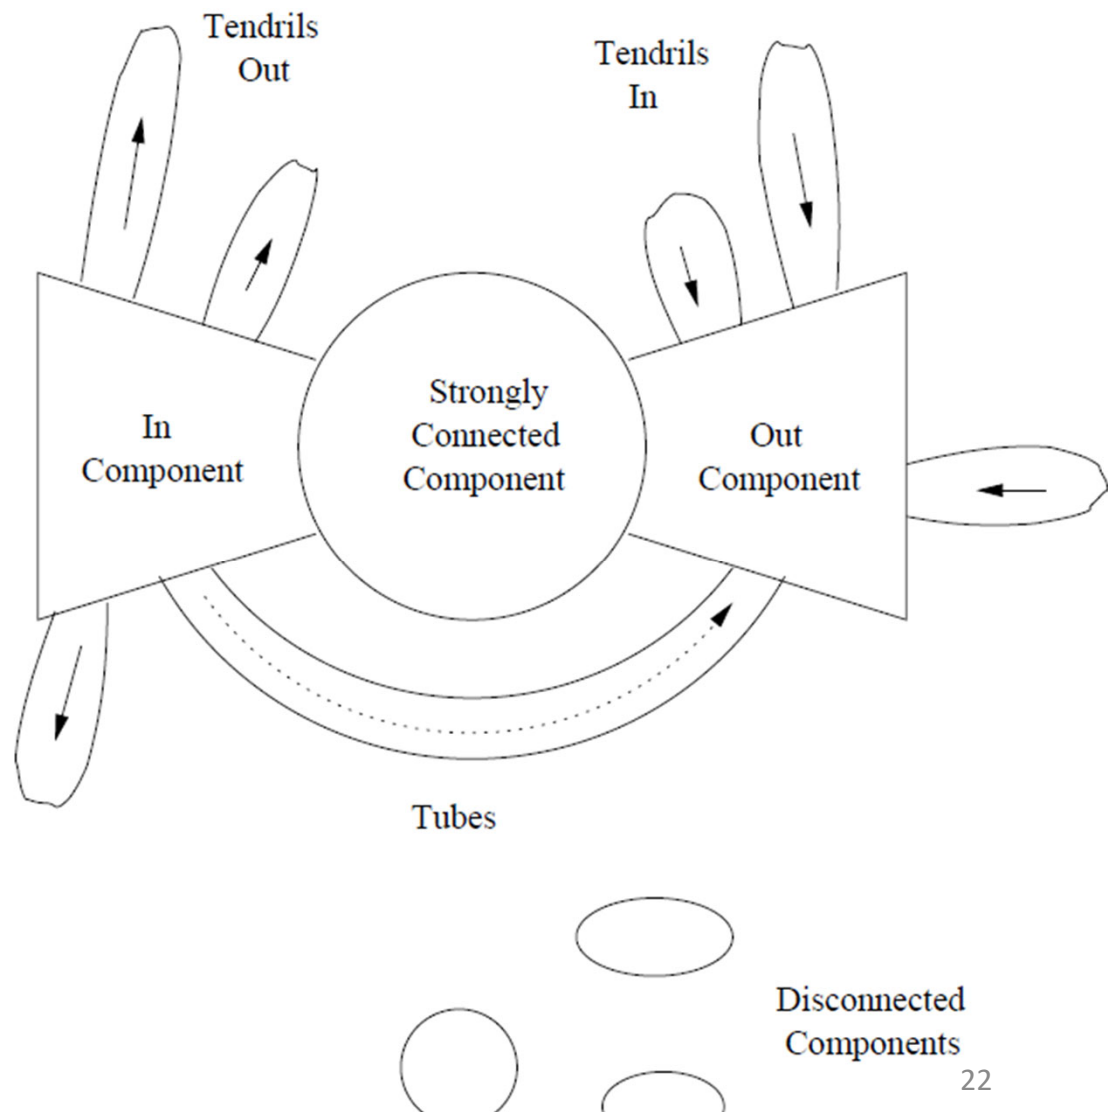 Tendrils
Out
Tendrils
In
In
Component
Strongly
Connected
Component
Out
Component
Tubes
Disconnected
Components
22